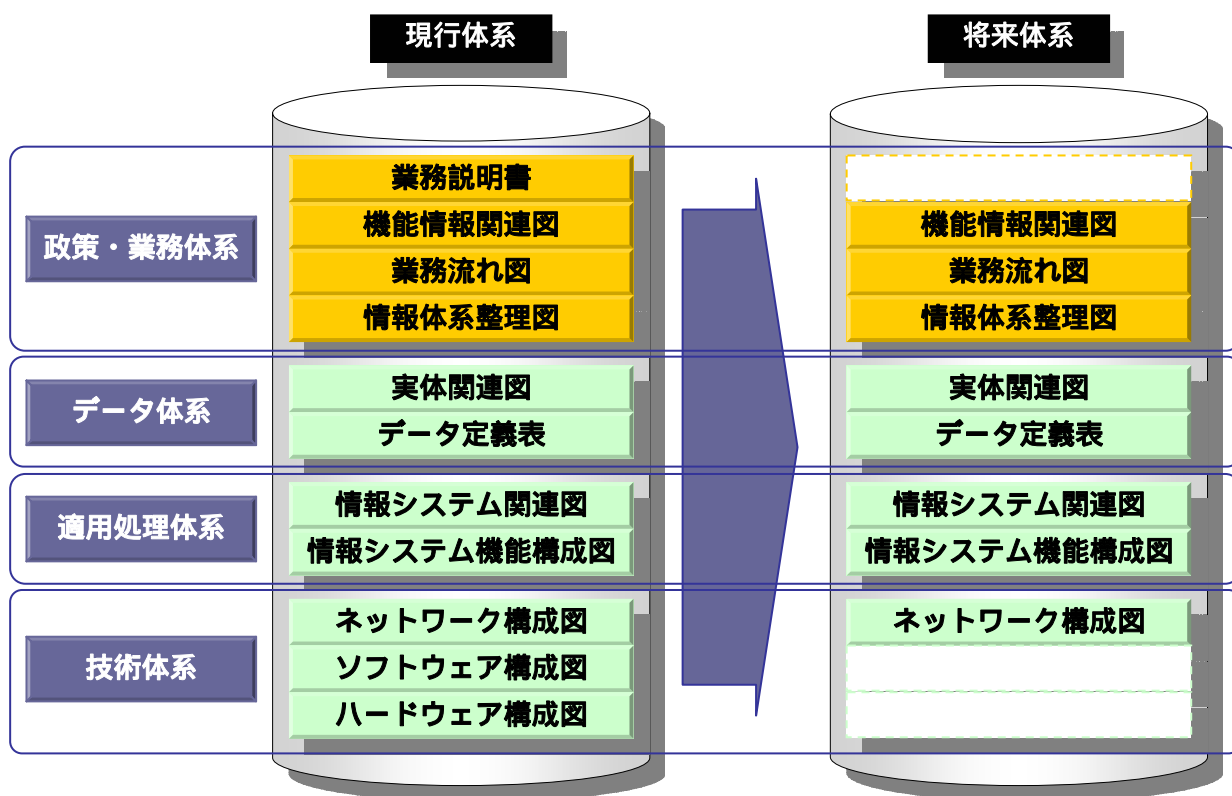 現行体系
将来体系
政策・業務体系
業務説明書
機能情報関連図
機能情報関連図
業務流れ図
業務流れ図
情報体系整理図
情報体系整理図
データ体系
実体関連図
実体関連図
データ定義表
データ定義表
適用処理体系
情報システム関連図
情報システム関連図
情報システム機能構成図
情報システム機能構成図
技術体系
ネットワーク構成図
ネットワーク構成図
ソフトウェア構成図
ハードウェア構成図